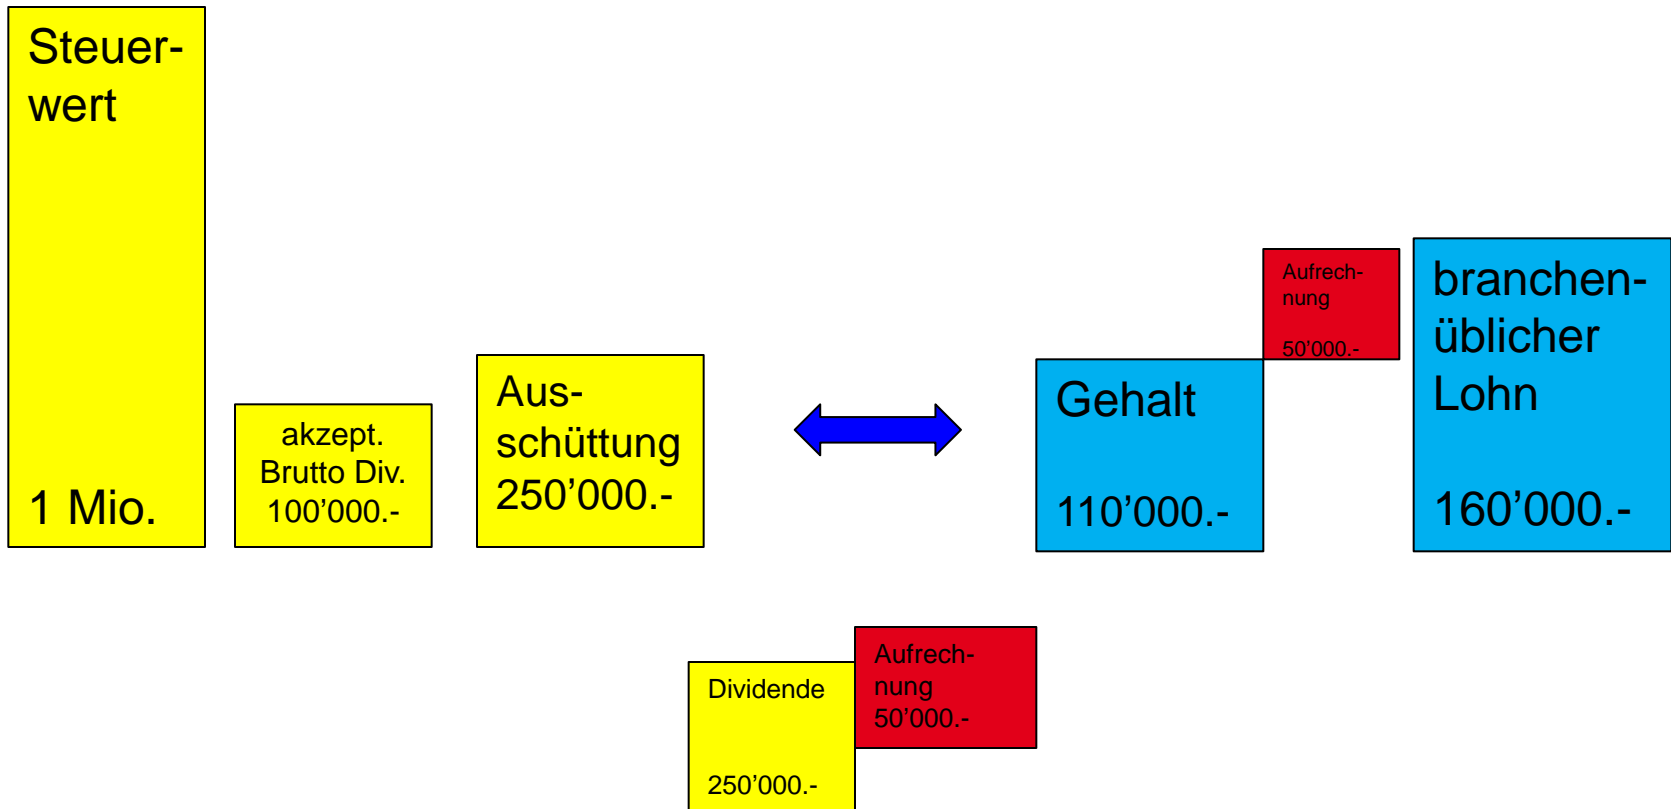 Steuer-
wert
1 Mio.
akzept.
Brutto Div.
100’000.-
Aus-
schüttung
250’000.-
Gehalt
110’000.-
Aufrech-
nung
50’000.-
branchen-
üblicher
Lohn
160’000.-
Dividende
250’000.-
Aufrech-
nung
50’000.-